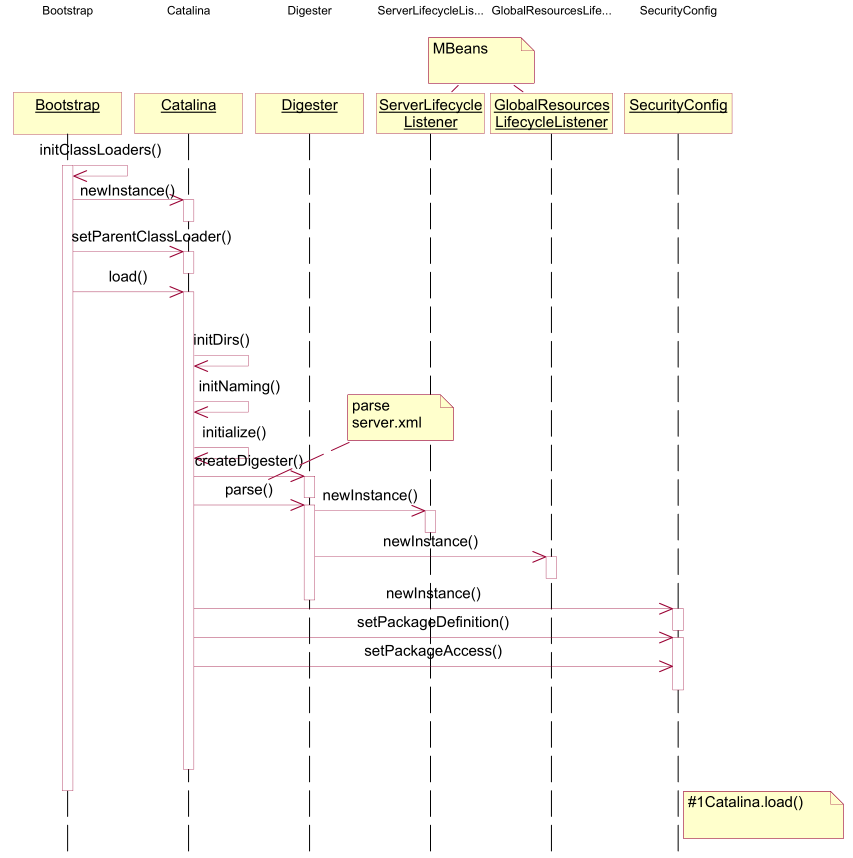 Bootstrap
Catalina
Digester
ServerLifecycleLis...
GlobalResourcesLife...
SecurityConfig
MBeans
Bootstrap
Catalina
Digester
ServerLifecycle
Listener
GlobalResources
LifecycleListener
SecurityConfig
initClassLoaders()
newInstance()
setParentClassLoader()
load()
initDirs()
initNaming()
parse
server.xml
initialize()
createDigester()
parse()
newInstance()
newInstance()
newInstance()
setPackageDefinition()
setPackageAccess()
#1Catalina.load()